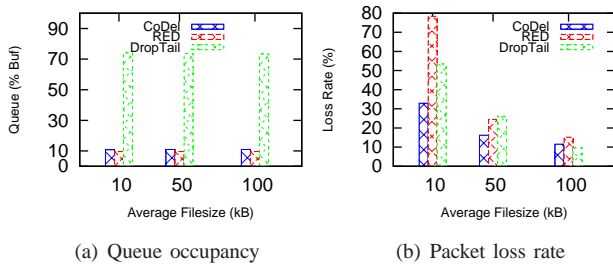 CoDel
RED
DropTail
90
70
50
30
10
0
Queue (% Buf)
10 50 100
Average Filesize (kB)
(a) Queue occupancy
CoDel
RED
DropTail
80
70
60
50
40
30
20
10
0
Loss Rate (%)
10 50 100
Average Filesize (kB)
(b) Packet loss rate